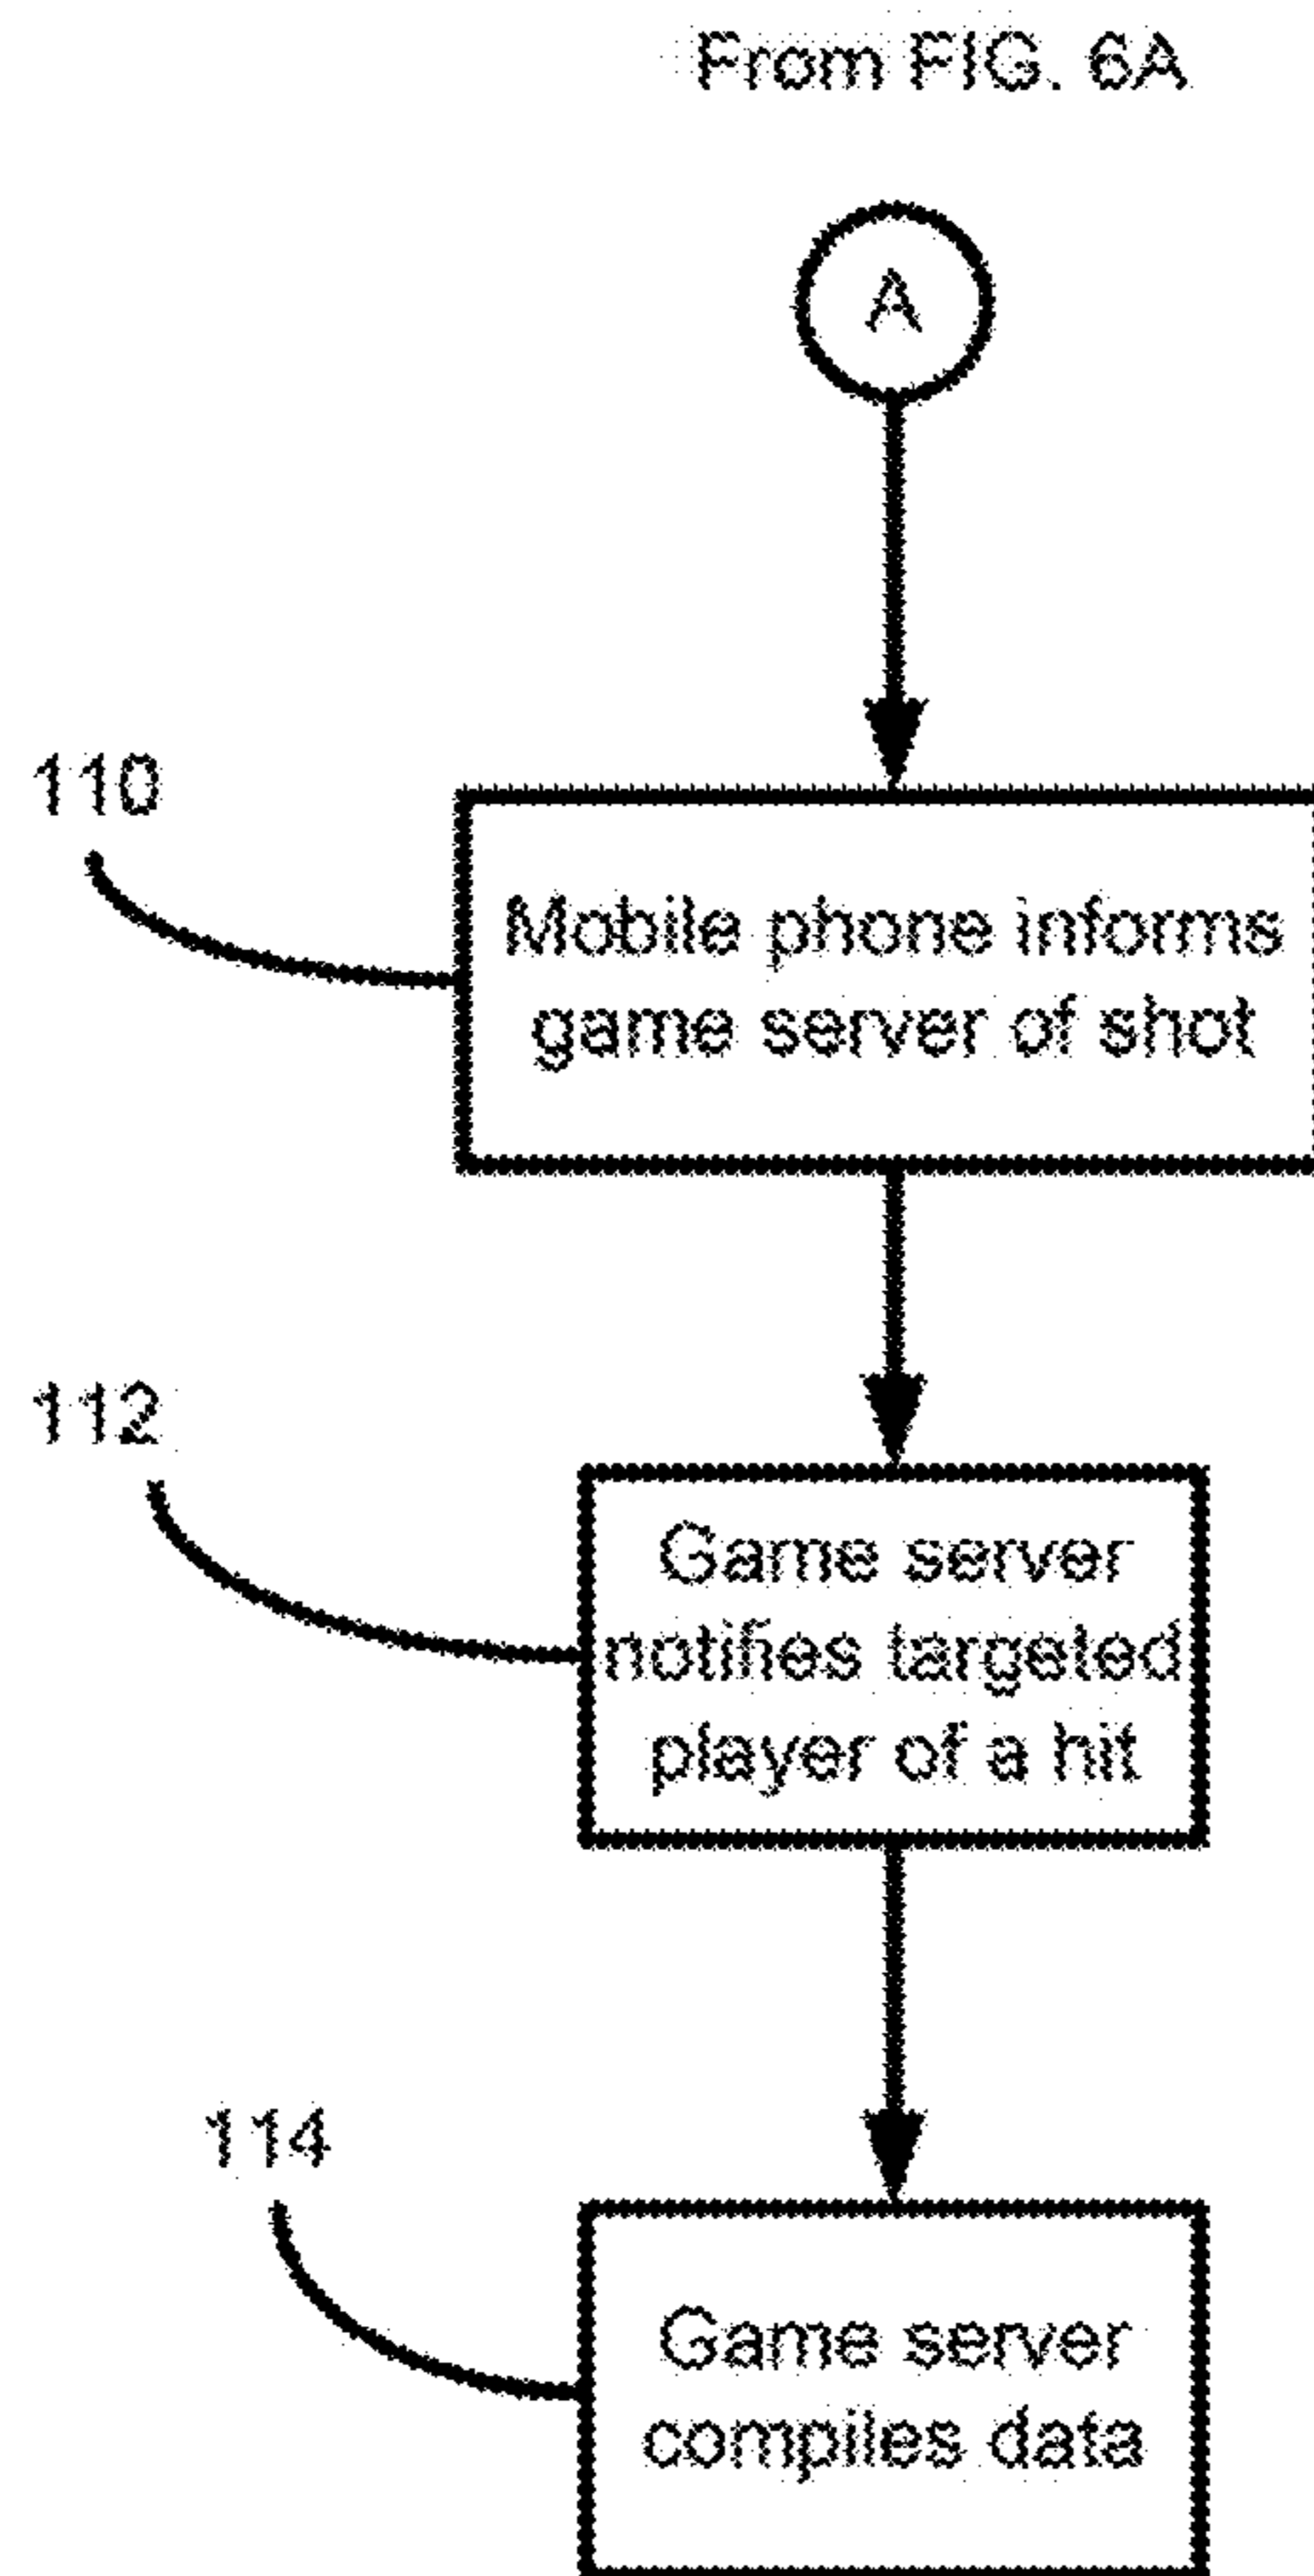 From FIG. 6A
A
110
Mobile phone informs
game server of shot
112
Game server
notifies targeted
player of a hit
114
Game server
compiles data